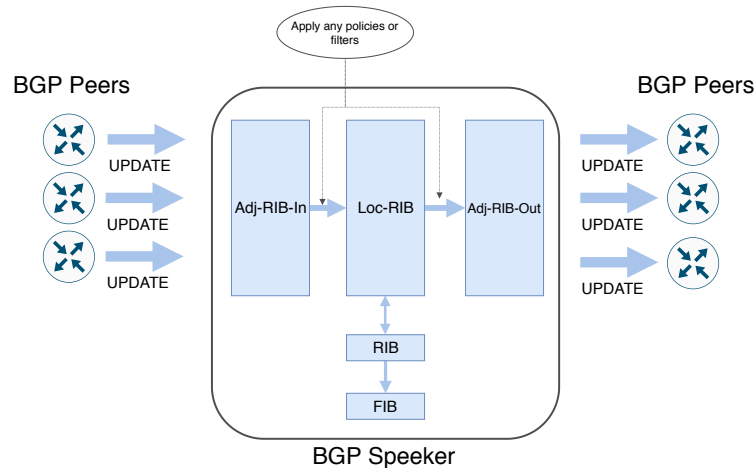 Apply any policies or
filters
BGP Peers
BGP Peers
UPDATE
UPDATE
UPDATE
Adj-RIB-In
Loc-RIB
Adj-RIB-Out
UPDATE
UPDATE
UPDATE
RIB
FIB
BGP Speeker